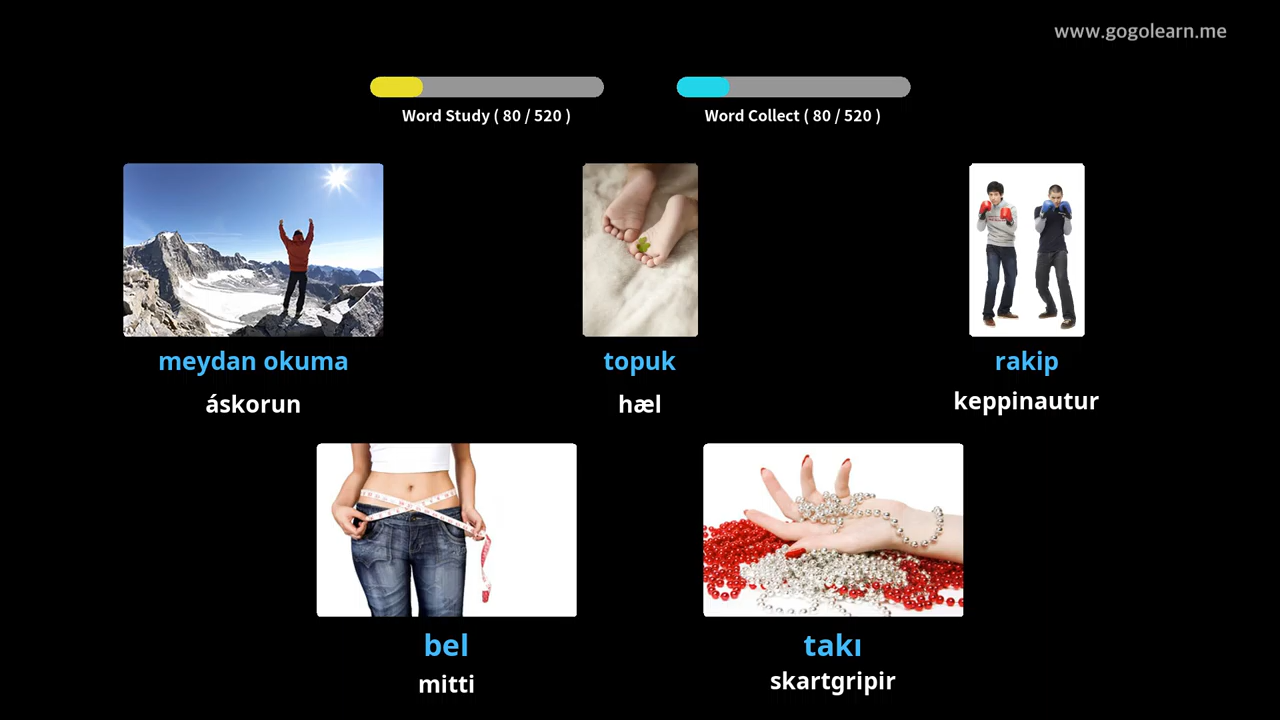 www.gogolearn.me
Word Study ( 80 / 520 )
Word Collect ( 80 / 520 )
meydan okuma
áskorun
topuk
hæl
rakip
keppinautur
bel
mitti
takı
skartgripir